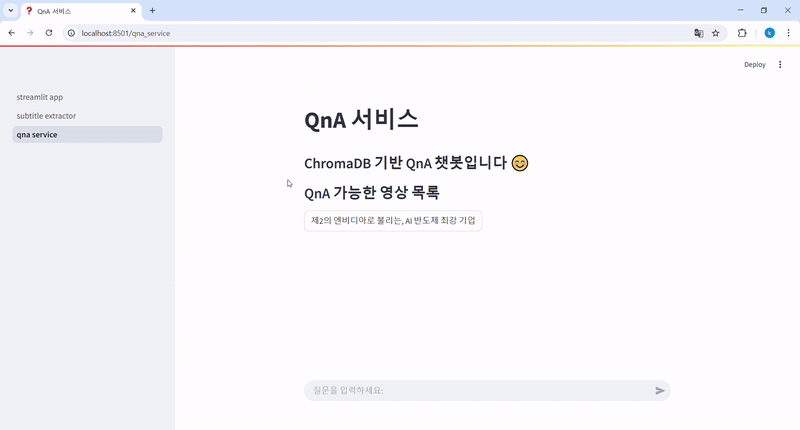 QnA 서비스
localhost:8501/qna_service
Deploy
streamlit app
subtitle extractor
qna service
QnA 서비스
ChromaDB 기반 QnA 챗봇입니다 😊
QnA 가능한 영상 목록
제2의 엔비디아로 불리는, AI 반도체 최강 기업
질문을 입력하세요: